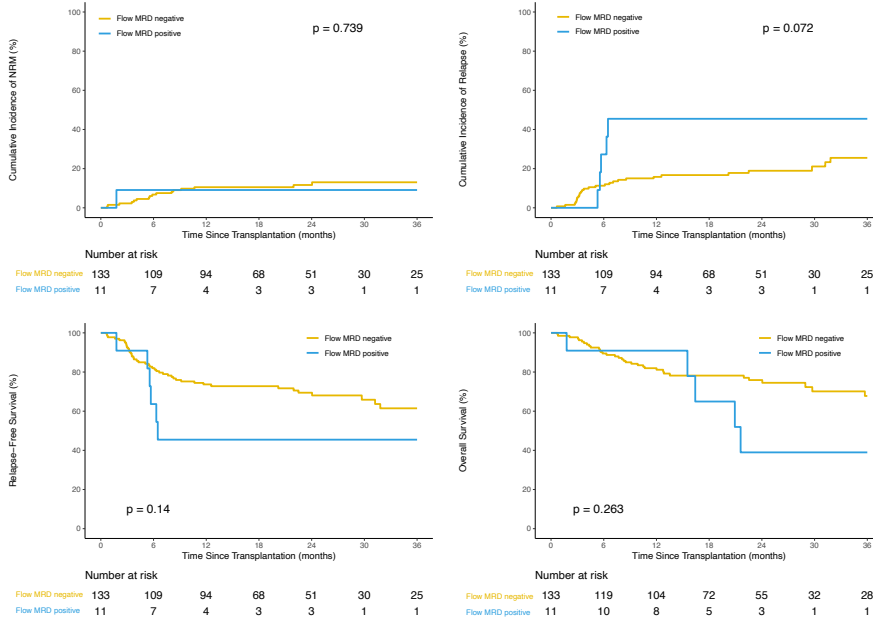 Cumulative Incidence of NRM (%)
100
80
60
40
20
0
Flow MRD negative
Flow MRD positive
p = 0.739
0 6 12 18 24 30 36
Time Since Transplantation (months)
Number at risk
Flow MRD negative 133 109 94 68 51 30 25
Flow MRD positive 11 7 4 3 3 1 1
Cumulative Incidence of Relapse (%)
100
80
60
40
20
0
Flow MRD negative
Flow MRD positive
p = 0.072
0 6 12 18 24 30 36
Time Since Transplantation (months)
Number at risk
Flow MRD negative 133 109 94 68 51 30 25
Flow MRD positive 11 7 4 3 3 1 1
Relapse-Free Survival (%)
100
80
60
40
20
0
Flow MRD negative
Flow MRD positive
p = 0.14
0 6 12 18 24 30 36
Time Since Transplantation (months)
Number at risk
Flow MRD negative 133 109 94 68 51 30 25
Flow MRD positive 11 7 4 3 3 1 1
Overall Survival (%)
100
80
60
40
20
0
Flow MRD negative
Flow MRD positive
p = 0.263
0 6 12 18 24 30 36
Time Since Transplantation (months)
Number at risk
Flow MRD negative 133 119 104 72 55 32 28
Flow MRD positive 11 10 8 5 3 1 1